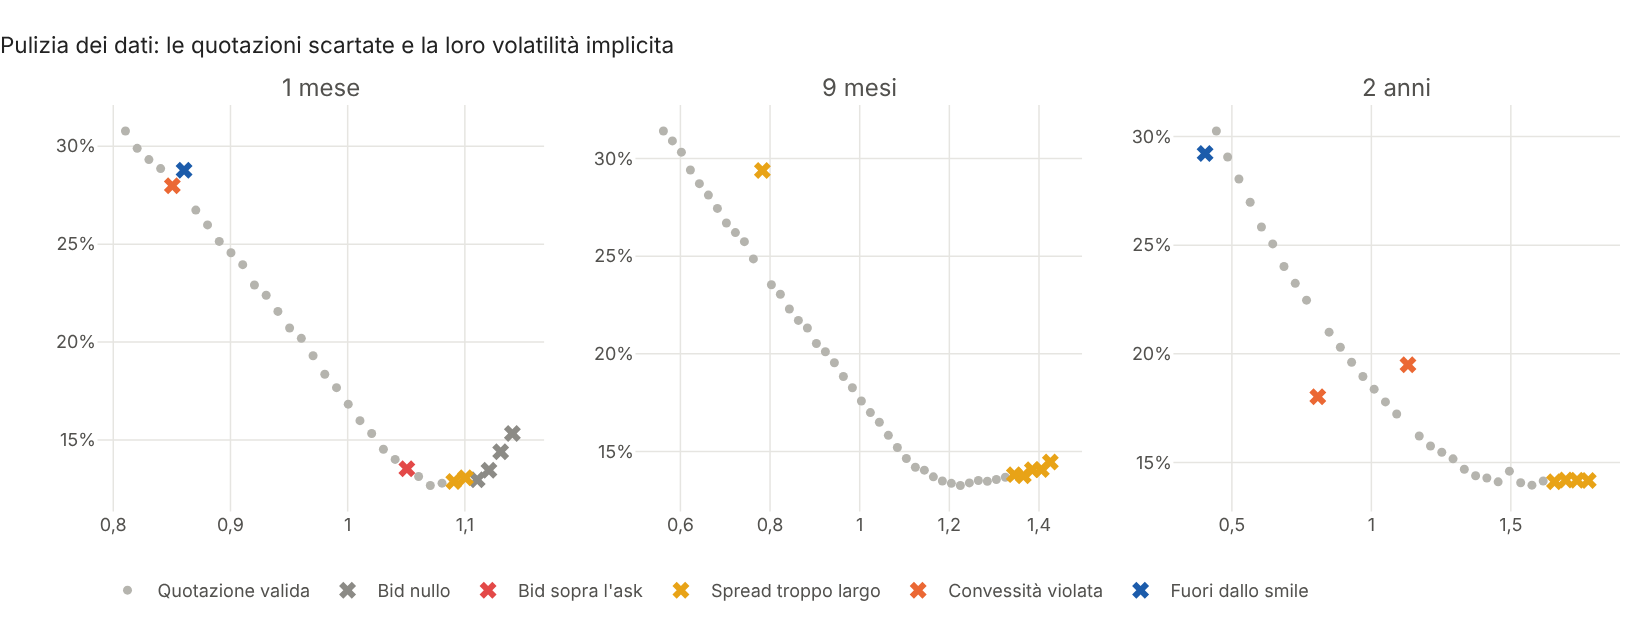 Pulizia dei dati: le quotazioni scartate e la loro volatilità implicita
1 mese
9 mesi
2 anni
30%
25%
20%
15%
0,8
0,9
1
1,1
30%
25%
20%
15%
0,6
0,8
1
1,2
1,4
30%
25%
20%
15%
0,5
1
1,5
Quotazione valida
Bid nullo
Bid sopra l'ask
Spread troppo largo
Convessità violata
Fuori dallo smile